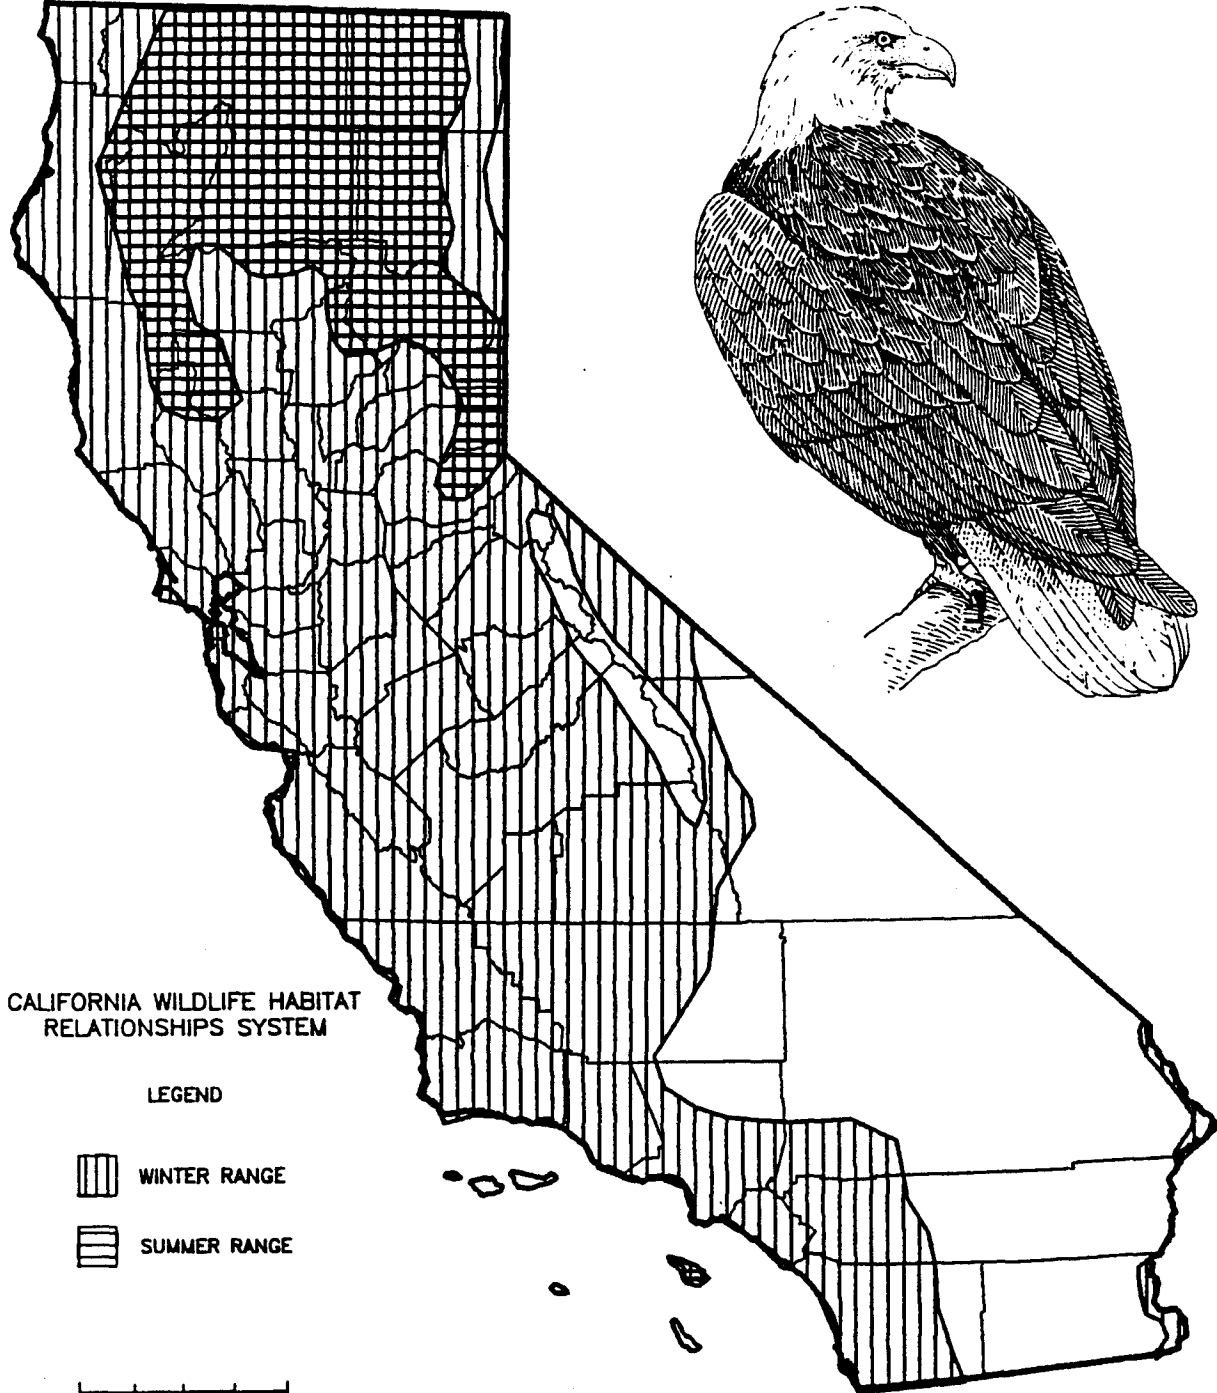 CALIFORNIA WILDLIFE HABITAT
RELATIONSHIPS SYSTEM
LEGEND
WINTER RANGE
SUMMER RANGE